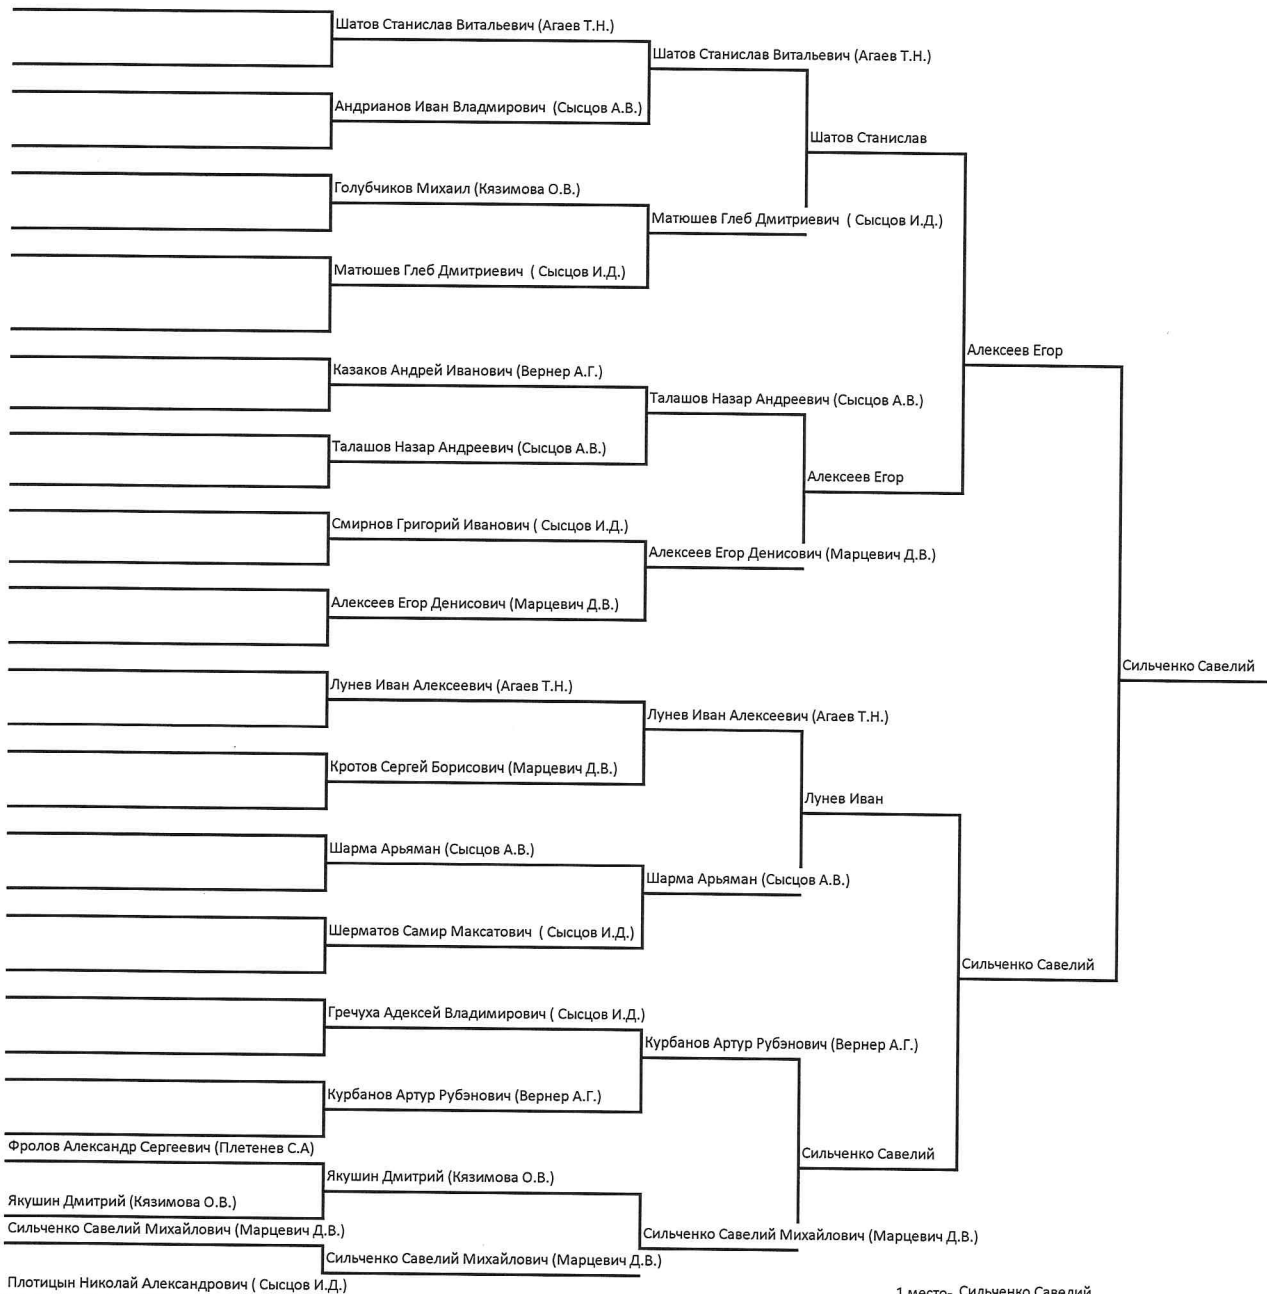 Шатов Станислав Витальевич (Агаев Т.Н.)
Шатов Станислав Витальевич (Агаев Т.Н.)
Андрианов Иван Владмирович (Сысцов А.В.)
Шатов Станислав
Голубчиков Михаил (Кязимова О.В.)
Матюшев Глеб Дмитриевич ( Сысцов И.Д.)
Матюшев Глеб Дмитриевич ( Сысцов И.Д.)
Алексеев Егор
Казаков Андрей Иванович (Вернер А.Г.)
Талашов Назар Андреевич (Сысцов А.В.)
Талашов Назар Андреевич (Сысцов А.В.)
Алексеев Егор
Смирнов Григорий Иванович ( Сысцов И.Д.)
Алексеев Егор Денисович (Марцевич Д.В.)
Алексеев Егор Денисович (Марцевич Д.В.)
Сильченко Савелий
Лунев Иван Алексеевич (Агаев Т.Н.)
Лунев Иван Алексеевич (Агаев Т.Н.)
Кротов Сергей Борисович (Марцевич Д.В.)
Лунев Иван
Шарма Арьяман (Сысцов А.В.)
Шарма Арьяман (Сысцов А.В.)
Шерматов Самир Максатович ( Сысцов И.Д.)
Сильченко Савелий
Гречуха Адексей Владимирович ( Сысцов И.Д.)
Курбанов Артур Рубэнович (Вернер А.Г.)
Курбанов Артур Рубэнович (Вернер А.Г.)
Фролов Александр Сергеевич (Плетенев С.А)
Сильченко Савелий
Якушин Дмитрий (Кязимова О.В.)
Якушин Дмитрий (Кязимова О.В.)
Сильченко Савелий Михайлович (Марцевич Д.В.)
Сильченко Савелий Михайлович (Марцевич Д.В.)
Сильченко Савелий Михайлович (Марцевич Д.В.)
Плотицын Николай Александрович ( Сысцов И.Д.)
1 место- Сильченко Савелий